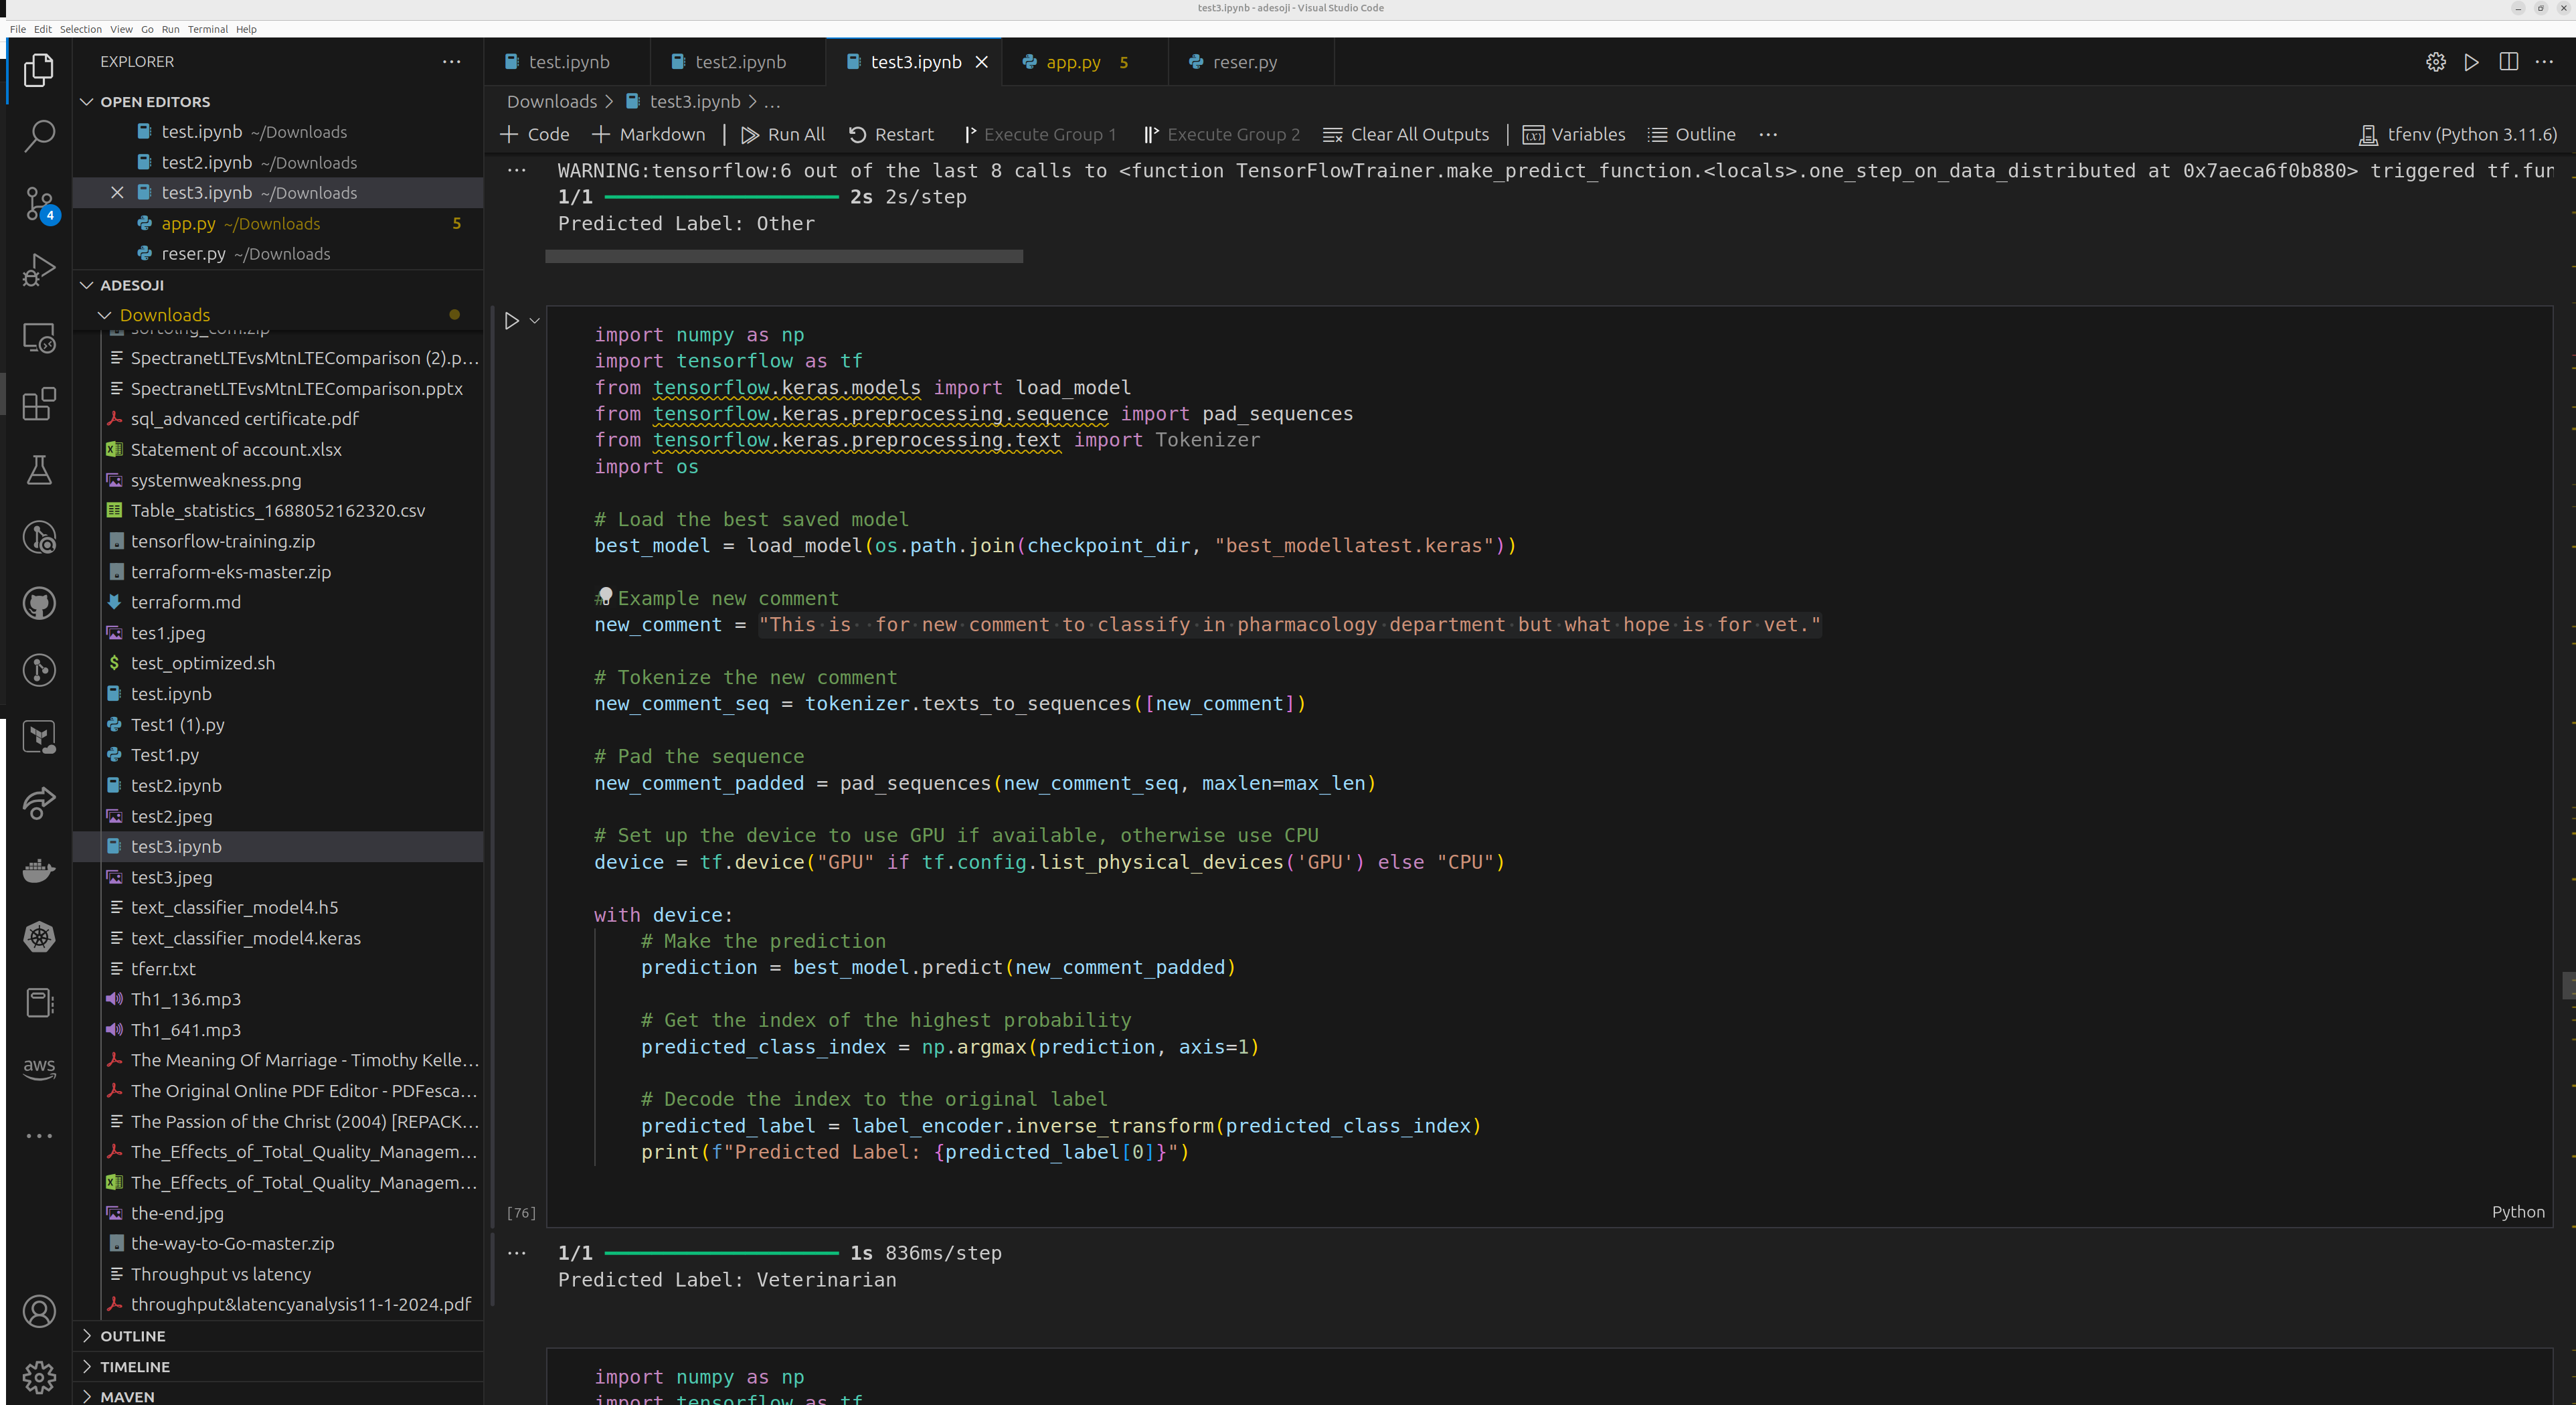 test3.ipynb - adesoji - Visual Studio Code
File Edit Selection View Go Run Terminal Help
EXPLORER
OPEN EDITORS
test.ipynb ~/Downloads
test2.ipynb ~/Downloads
test3.ipynb ~/Downloads
app.py ~/Downloads 5
reser.py ~/Downloads
4
ADESOJI
Downloads
SpectranetLTEvsMtnLTEComparison (2).p...
SpectranetLTEvsMtnLTEComparison.pptx
sql_advanced certificate.pdf
Statement of account.xlsx
systemweakness.png
Table_statistics_1688052162320.csv
tensorflow-training.zip
terraform-eks-master.zip
terraform.md
tes1.jpeg
test_optimized.sh
test.ipynb
Test1 (1).py
Test1.py
test2.ipynb
test2.jpeg
test3.ipynb
test3.jpeg
text_classifier_model4.h5
text_classifier_model4.keras
tferr.txt
Th1_136.mp3
Th1_641.mp3
The Meaning Of Marriage - Timothy Kelle...
The Original Online PDF Editor - PDFesca...
The Passion of the Christ (2004) [REPACK...
The_Effects_of_Total_Quality_Managem...
The_Effects_of_Total_Quality_Managem...
the-end.jpg
the-way-to-Go-master.zip
Throughput vs latency
throughput&latencyanalysis11-1-2024.pdf
OUTLINE
TIMELINE
MAVEN
aws
test.ipynb test2.ipynb test3.ipynb app.py 5 reser.py
Downloads > test3.ipynb > ...
Code Markdown Run All Restart Execute Group 1 Execute Group 2 Clear All Outputs Variables Outline tfenv (Python 3.11.6)
WARNING:tensorflow:6 out of the last 8 calls to <function TensorFlowTrainer.make_predict_function.<locals>.one_step_on_data_distributed at 0x7aeca6f0b880> triggered tf.fun
1/1 2s 2s/step
Predicted Label: Other
import numpy as np
import tensorflow as tf
from tensorflow.keras.models import load_model
from tensorflow.keras.preprocessing.sequence import pad_sequences
from tensorflow.keras.preprocessing.text import Tokenizer
import os
# Load the best saved model
best_model = load_model(os.path.join(checkpoint_dir, "best_modellatest.keras"))
# Example new comment
new_comment = "This is  for new comment to classify in pharmacology department but what hope is for vet."
# Tokenize the new comment
new_comment_seq = tokenizer.texts_to_sequences([new_comment])
# Pad the sequence
new_comment_padded = pad_sequences(new_comment_seq, maxlen=max_len)
# Set up the device to use GPU if available, otherwise use CPU
device = tf.device("GPU" if tf.config.list_physical_devices('GPU') else "CPU")
with device:
# Make the prediction
prediction = best_model.predict(new_comment_padded)
# Get the index of the highest probability
predicted_class_index = np.argmax(prediction, axis=1)
# Decode the index to the original label
predicted_label = label_encoder.inverse_transform(predicted_class_index)
print(f"Predicted Label: {predicted_label[0]}")
[76] Python
1/1 1s 836ms/step
Predicted Label: Veterinarian
import numpy as np
import tensorflow as tf